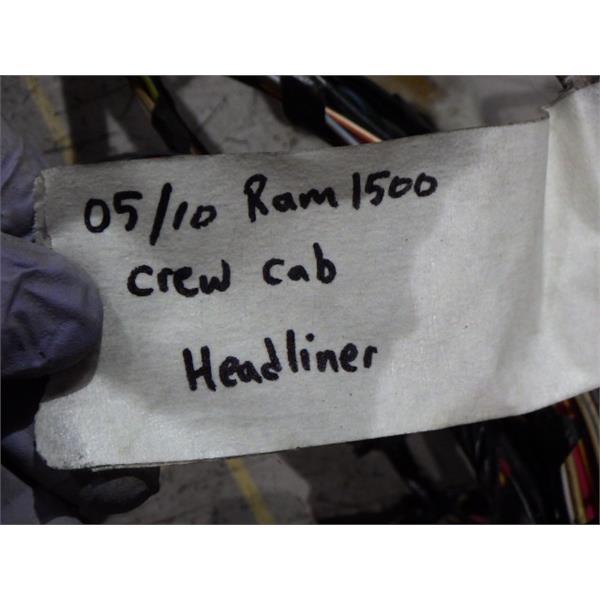 05/10 Ram 1500
crew cab
Headliner